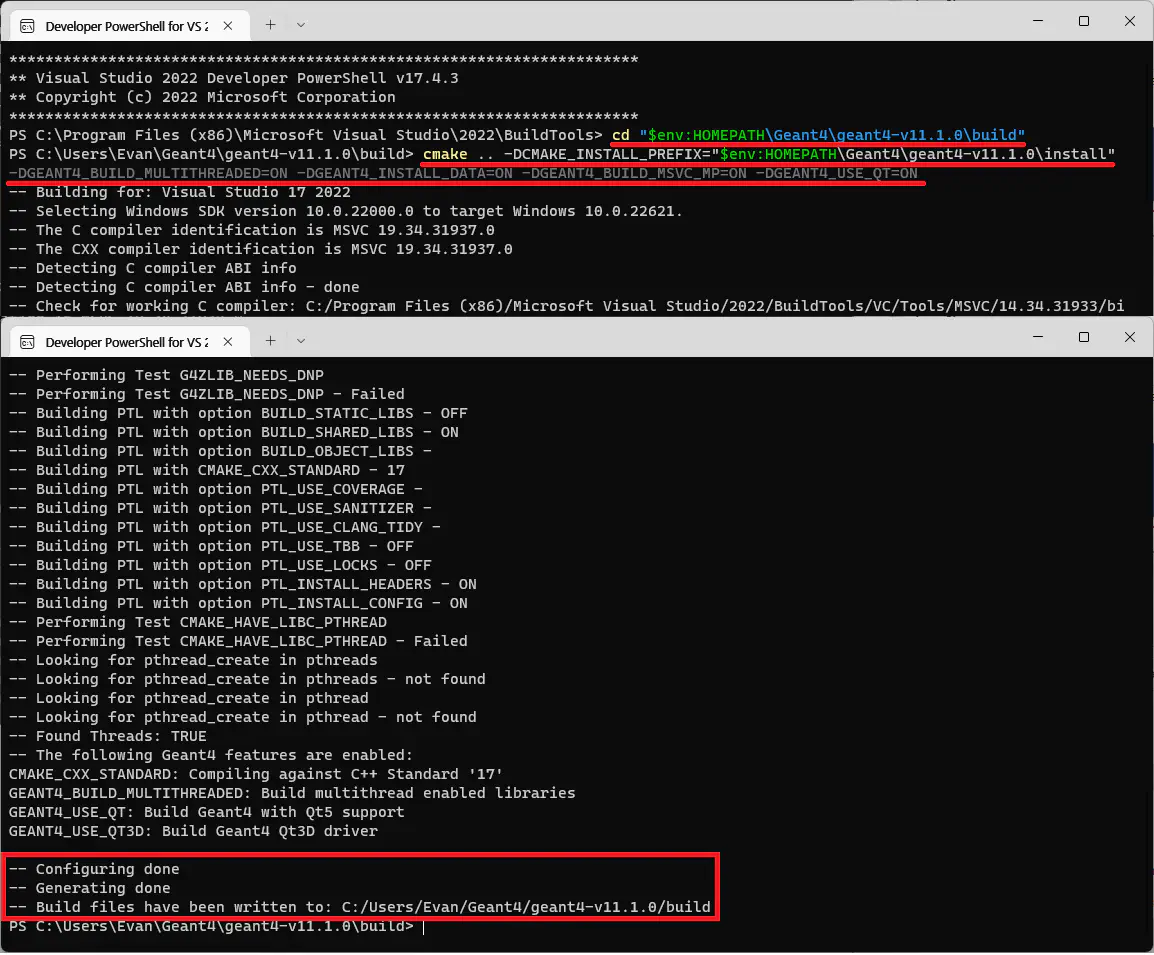 Developer PowerShell for VS 2
**********************************************************************
** Visual Studio 2022 Developer PowerShell v17.4.3
** Copyright (c) 2022 Microsoft Corporation
**********************************************************************
PS C:\Program Files (x86)\Microsoft Visual Studio\2022\BuildTools> cd "$env:HOMEPATH\Geant4\geant4-v11.1.0\build"
PS C:\Users\Evan\Geant4\geant4-v11.1.0\build> cmake .. -DCMAKE_INSTALL_PREFIX="$env:HOMEPATH\Geant4\geant4-v11.1.0\install"
-DGEANT4_BUILD_MULTITHREADED=ON -DGEANT4_INSTALL_DATA=ON -DGEANT4_BUILD_MSVC_MP=ON -DGEANT4_USE_QT=ON
-- Building for: Visual Studio 17 2022
-- Selecting Windows SDK version 10.0.22000.0 to target Windows 10.0.22621.
-- The C compiler identification is MSVC 19.34.31937.0
-- The CXX compiler identification is MSVC 19.34.31937.0
-- Detecting C compiler ABI info
-- Detecting C compiler ABI info - done
-- Check for working C compiler: C:/Program Files (x86)/Microsoft Visual Studio/2022/BuildTools/VC/Tools/MSVC/14.34.31933/bi
Developer PowerShell for VS 2
-- Performing Test G4ZLIB_NEEDS_DNP
-- Performing Test G4ZLIB_NEEDS_DNP - Failed
-- Building PTL with option BUILD_STATIC_LIBS - OFF
-- Building PTL with option BUILD_SHARED_LIBS - ON
-- Building PTL with option BUILD_OBJECT_LIBS -
-- Building PTL with CMAKE_CXX_STANDARD - 17
-- Building PTL with option PTL_USE_COVERAGE -
-- Building PTL with option PTL_USE_SANITIZER -
-- Building PTL with option PTL_USE_CLANG_TIDY -
-- Building PTL with option PTL_USE_TBB - OFF
-- Building PTL with option PTL_USE_LOCKS - OFF
-- Building PTL with option PTL_INSTALL_HEADERS - ON
-- Building PTL with option PTL_INSTALL_CONFIG - ON
-- Performing Test CMAKE_HAVE_LIBC_PTHREAD
-- Performing Test CMAKE_HAVE_LIBC_PTHREAD - Failed
-- Looking for pthread_create in pthreads
-- Looking for pthread_create in pthreads - not found
-- Looking for pthread_create in pthread
-- Looking for pthread_create in pthread - not found
-- Found Threads: TRUE
-- The following Geant4 features are enabled:
CMAKE_CXX_STANDARD: Compiling against C++ Standard '17'
GEANT4_BUILD_MULTITHREADED: Build multithread enabled libraries
GEANT4_USE_QT: Build Geant4 with Qt5 support
GEANT4_USE_QT3D: Build Geant4 Qt3D driver
-- Configuring done
-- Generating done
-- Build files have been written to: C:/Users/Evan/Geant4/geant4-v11.1.0/build
PS C:\Users\Evan\Geant4\geant4-v11.1.0\build>